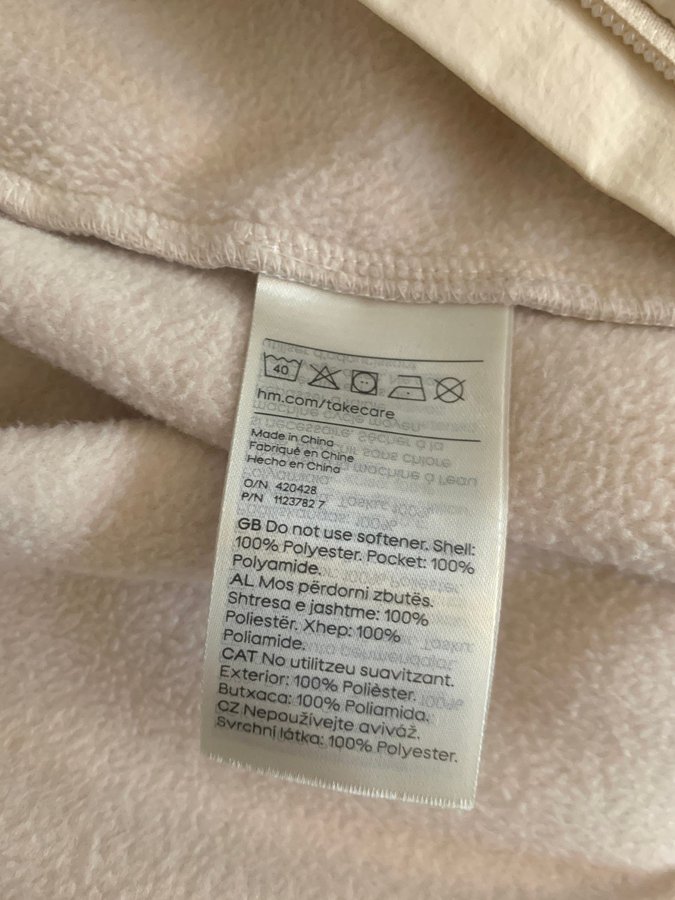 40
hm.com/takecare
Made in China
Fabriqué en Chine
Hecho en China
O/N 420428
P/N 1123782 7
GB Do not use softener. Shell:
100% Polyester. Pocket: 100%
Polyamide.
AL Mos përdorni zbutës.
Shtresa e jashtme: 100%
Poliestër. Xhep: 100%
Poliamide.
CAT No utilitzeu suavitzant.
Exterior: 100% Polièster.
Butxaca: 100% Poliamida.
CZ Nepoužívejte aviváž.
Svrchní látka: 100% Polyester.